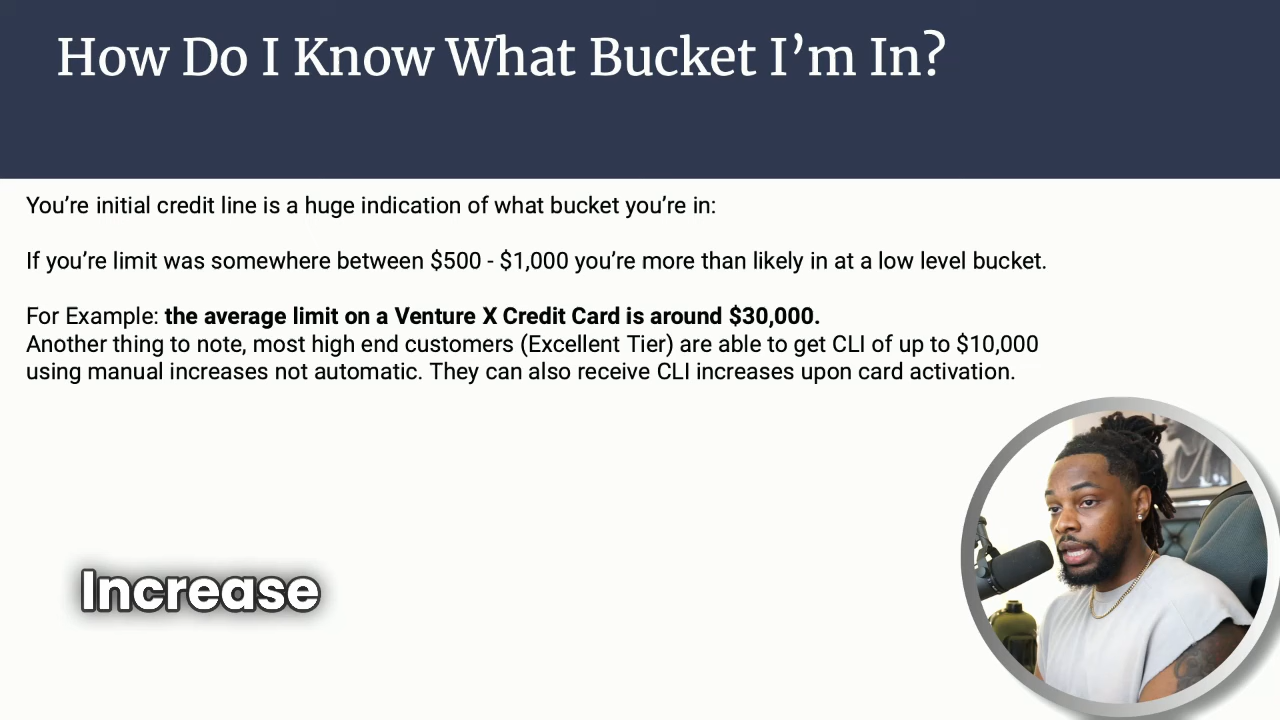 How Do I Know What Bucket I’m In?
You’re initial credit line is a huge indication of what bucket you’re in:
If you’re limit was somewhere between $500 - $1,000 you’re more than likely in at a low level bucket.
For Example: the average limit on a Venture X Credit Card is around $30,000.
Another thing to note, most high end customers (Excellent Tier) are able to get CLI of up to $10,000
using manual increases not automatic. They can also receive CLI increases upon card activation.
Increase